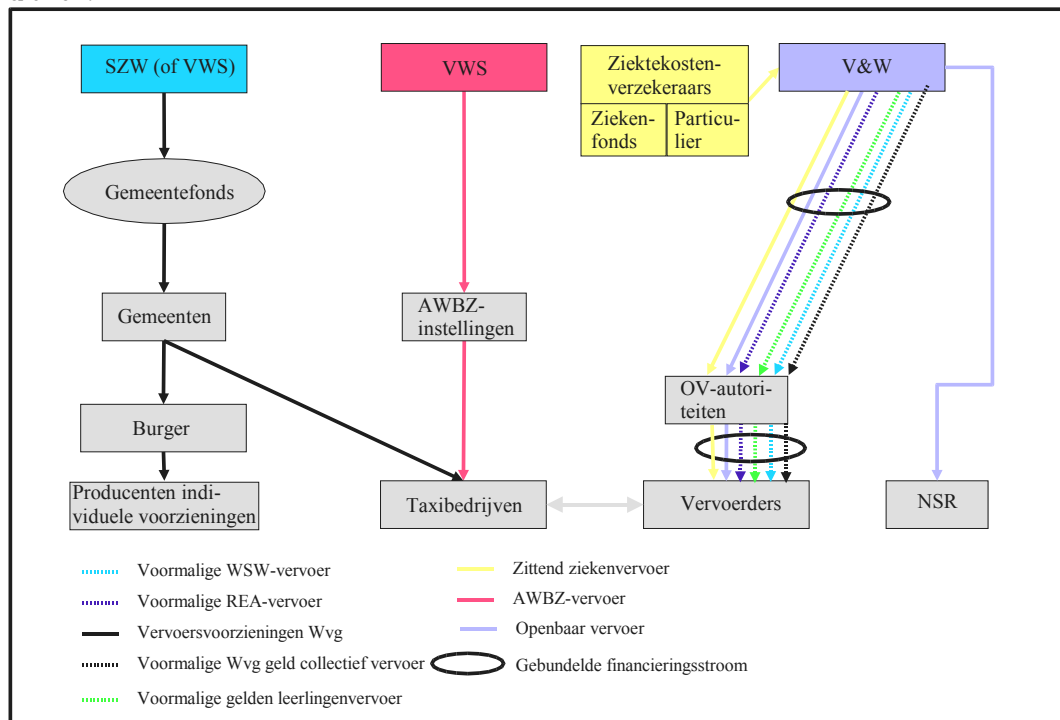 SZW (of VWS)
VWS
Ziektekosten-
verzekeraars
Zieken-
fonds
Particu-
lier
V&W
Gemeentefonds
Gemeenten
AWBZ-
instellingen
OV-autori-
teiten
Burger
Producenten indi-
viduele voorzieningen
Taxibedrijven
Vervoerders
NSR
Voormalige WSW-vervoer
Voormalige REA-vervoer
Vervoersvoorzieningen Wvg
Voormalige Wvg geld collectief vervoer
Voormalige gelden leerlingenvervoer
Zittend ziekenvervoer
AWBZ-vervoer
Openbaar vervoer
Gebundelde financieringsstroom